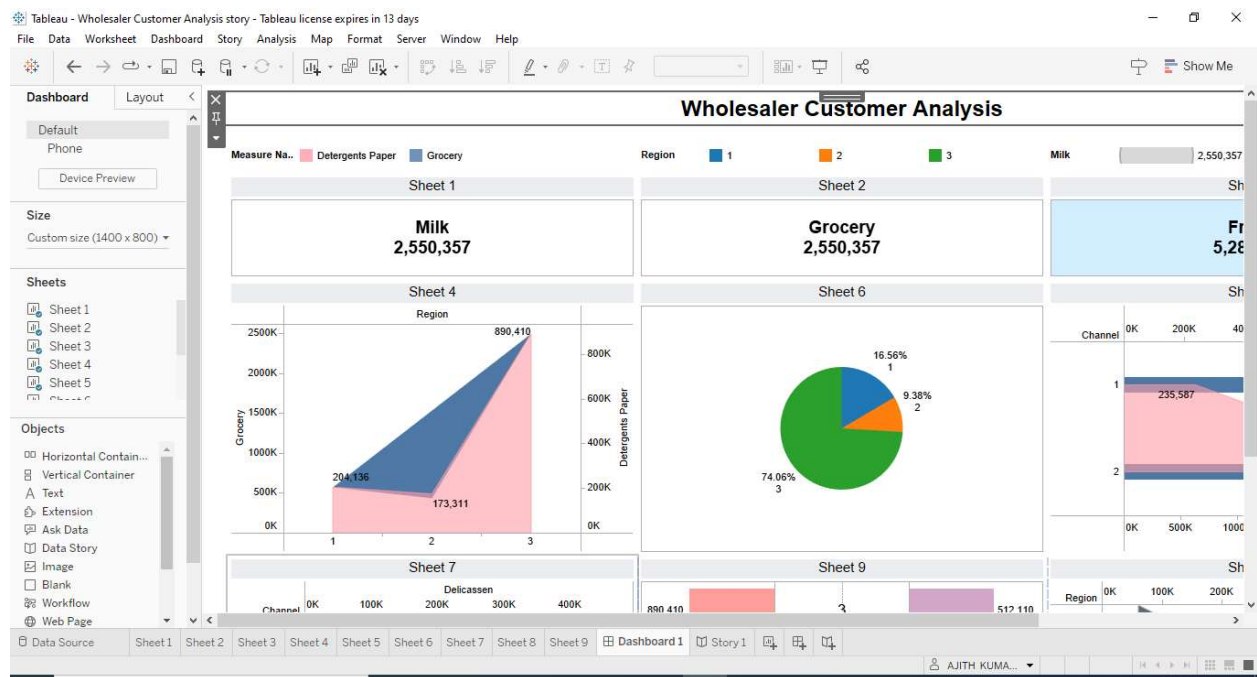 Tableau - Wholesaler Customer Analysis story - Tableau license expires in 13 days
File Data Worksheet Dashboard Story Analysis Map Format Server Window Help
Show Me
Dashboard Layout
Default
Phone
Device Preview
Size
Custom size (1400 x 800)
Sheets
Sheet 1
Sheet 2
Sheet 3
Sheet 4
Sheet 5
Objects
Horizontal Contain...
Vertical Container
Text
Extension
Ask Data
Data Story
Image
Blank
Workflow
Web Page
Wholesaler Customer Analysis
Measure Na.. Detergents Paper Grocery
Region 1 2 3
Milk 2,550,357
Sheet 1
Milk
2,550,357
Sheet 2
Grocery
2,550,357
Sh
Fr
5,28
Sheet 4
Region
2500K
2000K
1500K
1000K
500K
0K
Grocery
890,410
204,136
173,311
800K
600K
400K
200K
0K
Detergents Paper
1 2 3
Sheet 6
16.56%
1
9.38%
2
74.06%
3
Sh
Channel 0K 200K 40
1
235,587
2
0K 500K 1000
Sheet 7
Delicassen
Channel 0K 100K 200K 300K 400K
Sheet 9
890,410 3 512,110
Sh
Region 0K 100K 200K
Data Source Sheet 1 Sheet 2 Sheet 3 Sheet 4 Sheet 5 Sheet 6 Sheet 7 Sheet 8 Sheet 9 Dashboard 1 Story 1
AJITH KUMA...